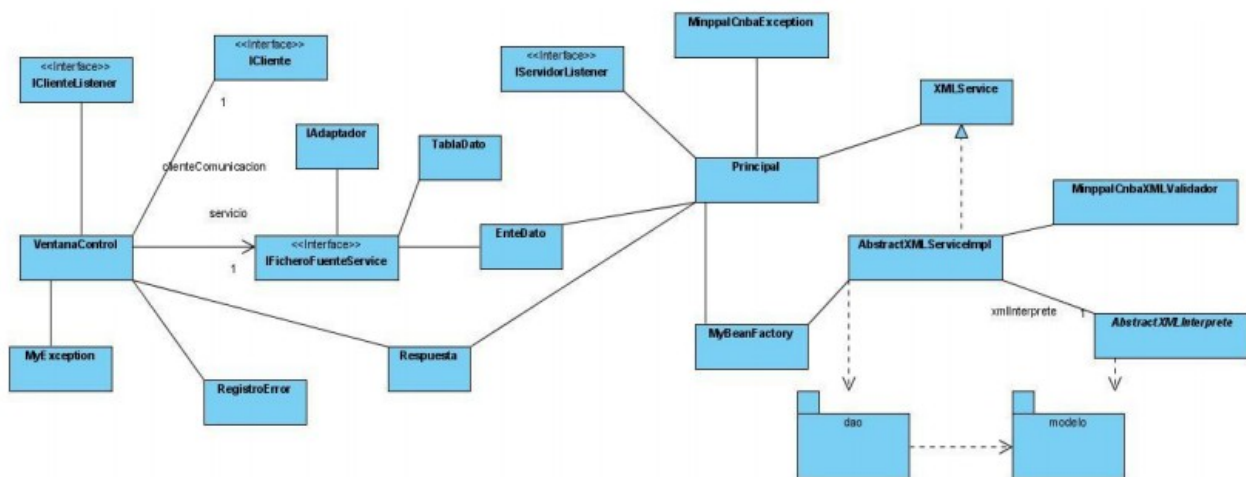 MinppalCnbaException
<<Interface>>
ICliente
<<Interface>>
IClienteListener
<<Interface>>
IServidorListener
XMLService
1
IAdaptador
TablaDato
clienteComunicacion
Principal
MinppalCnbaXMLValidador
servicio
VentanaControl
<<Interface>>
IFicheroFuenteService
EnteDato
AbstractXMLServiceImpl
1
xmlInterprete
1
AbstractXMLInterprete
MyException
RegistroError
Respuesta
MyBeanFactory
dao
modelo